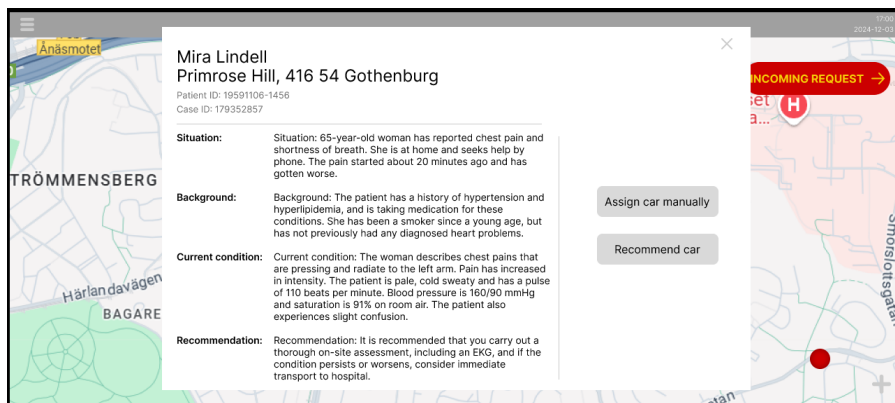 17:00
2024-12-03
Ånäsmotet
INCOMING REQUEST →
H
TRÖMMENSBERG
Härlandavägen
BAGARE
Mira Lindell
Primrose Hill, 416 54 Gothenburg
Patient ID: 19591106-1456
Case ID: 179352857
Situation:
Situation: 65-year-old woman has reported chest pain and
shortness of breath. She is at home and seeks help by
phone. The pain started about 20 minutes ago and has
gotten worse.
Background:
Background: The patient has a history of hypertension and
hyperlipidemia, and is taking medication for these
conditions. She has been a smoker since a young age, but
has not previously had any diagnosed heart problems.
Current condition:
Current condition: The woman describes chest pains that
are pressing and radiate to the left arm. Pain has increased
in intensity. The patient is pale, cold sweaty and has a pulse
of 110 beats per minute. Blood pressure is 160/90 mmHg
and saturation is 91% on room air. The patient also
experiences slight confusion.
Recommendation:
Recommendation: It is recommended that you carry out a
thorough on-site assessment, including an EKG, and if the
condition persists or worsens, consider immediate
transport to hospital.
Assign car manually
Recommend car
Smörslottsgatan